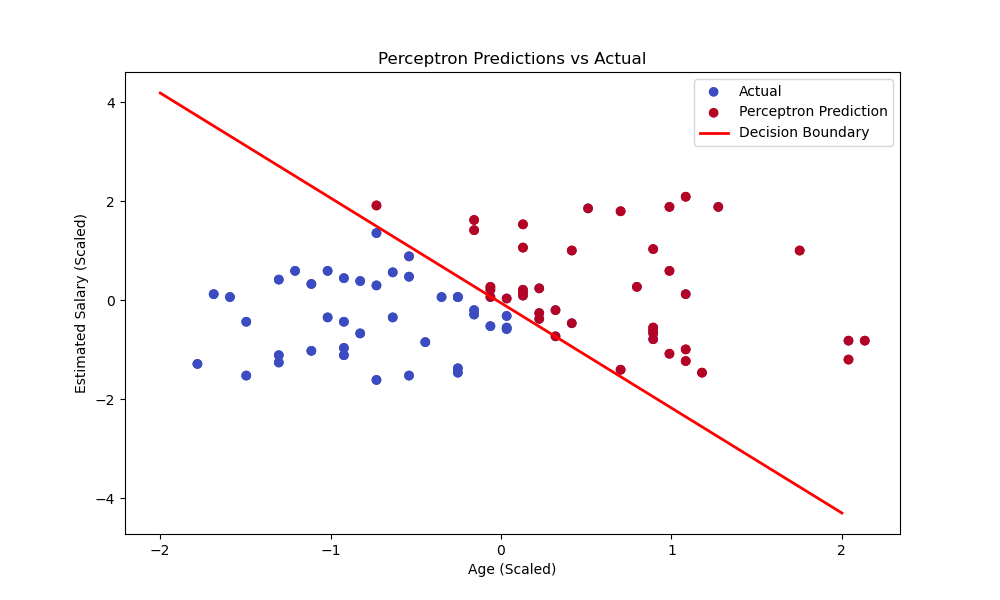 Perceptron Predictions vs Actual
Actual
Perceptron Prediction
Decision Boundary
Estimated Salary (Scaled)
4
2
0
−2
−4
−2
−1
0
1
2
Age (Scaled)